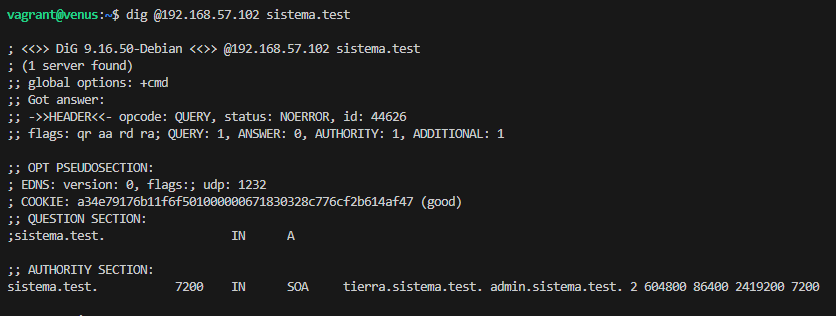 vagrant@venus:~$ dig @192.168.57.102 sistema.test
; <<>> DiG 9.16.50-Debian <<>> @192.168.57.102 sistema.test
; (1 server found)
;; global options: +cmd
;; Got answer:
;; ->>HEADER<<- opcode: QUERY, status: NOERROR, id: 44626
;; flags: qr aa rd ra; QUERY: 1, ANSWER: 0, AUTHORITY: 1, ADDITIONAL: 1
;; OPT PSEUDOSECTION:
; EDNS: version: 0, flags:; udp: 1232
; COOKIE: a34e79176b11f6f501000000671830328c776cf2b614af47 (good)
;; QUESTION SECTION:
;sistema.test. IN A
;; AUTHORITY SECTION:
sistema.test. 7200 IN SOA tierra.sistema.test. admin.sistema.test. 2 604800 86400 2419200 7200